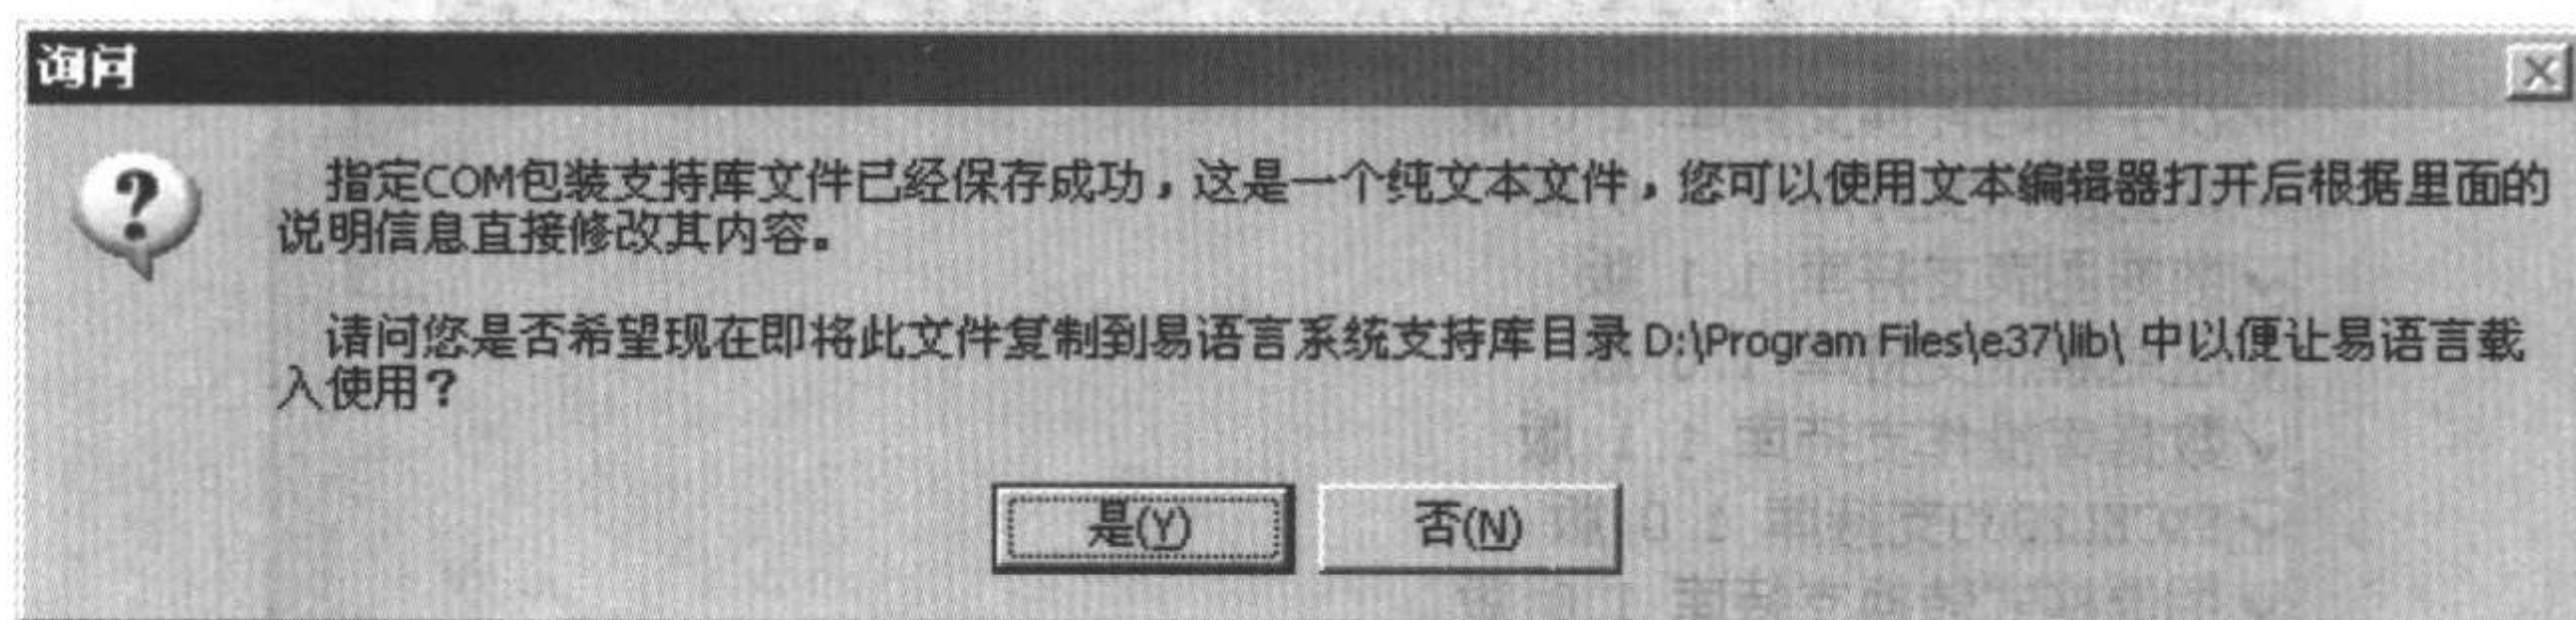 询问
指定COM包装支持库文件已经保存成功，这是一个纯文本文件，您可以使用文本编辑器打开后根据里面的
说明信息直接修改其内容。
请问您是否希望现在即将此文件复制到易语言系统支持库目录 D:\Program Files\e37\lib\ 中以便让易语言载
入使用？
是(Y) 否(N)